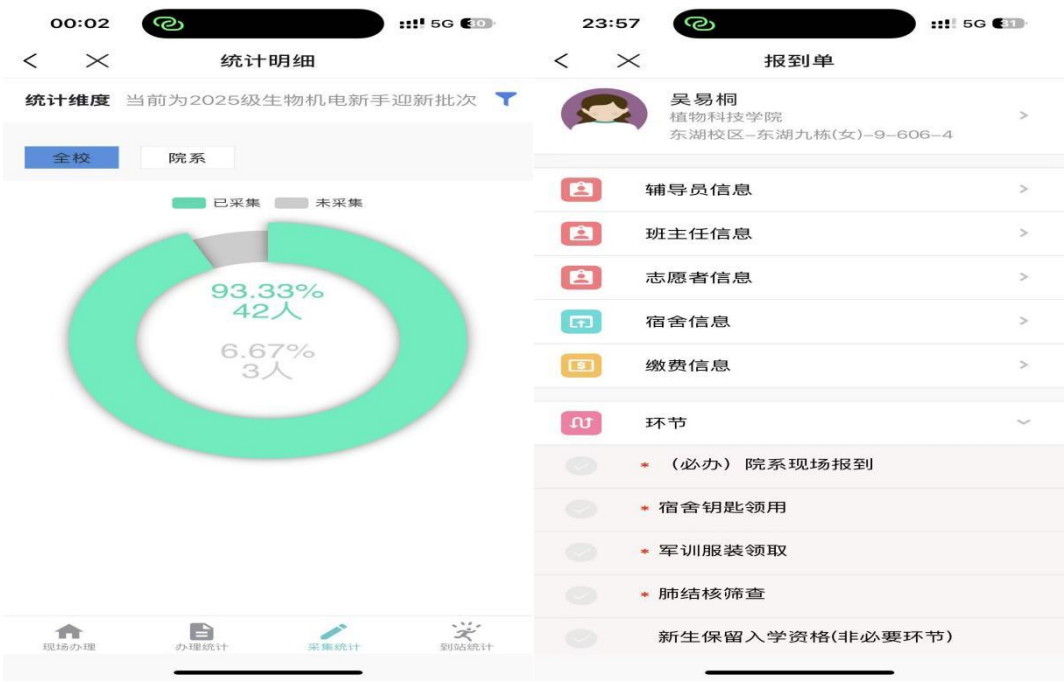 00:02
5G 30
统计明细
统计维度 当前为2025级生物机电新手迎新批次
全校 院系
已采集 未采集
93.33%
42人
6.67%
3人
现场办理 办理统计 采集统计 到站统计
23:57
5G 31
报到单
吴易桐
植物科技学院
东湖校区-东湖九栋(女)-9-606-4
辅导员信息
班主任信息
志愿者信息
宿舍信息
缴费信息
环节
* (必办) 院系现场报到
* 宿舍钥匙领用
* 军训服装领取
* 肺结核筛查
新生保留入学资格(非必要环节)